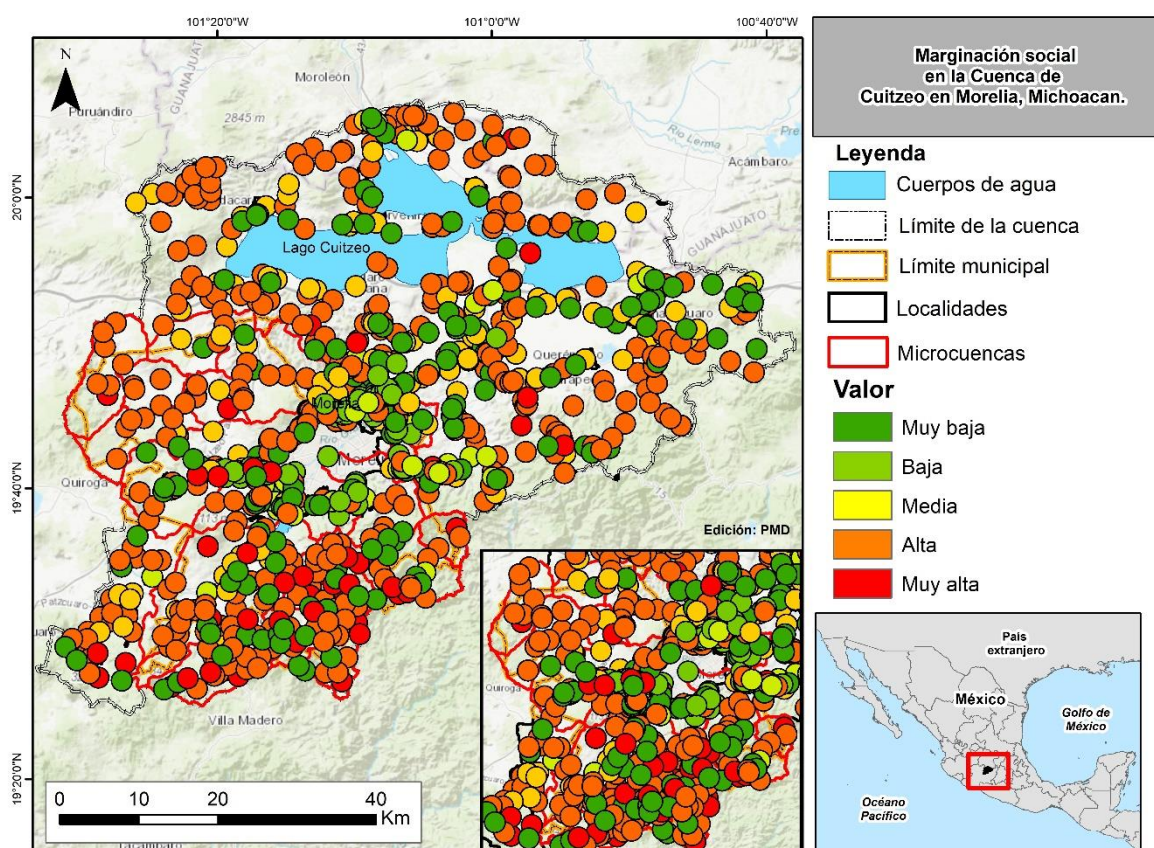 101°20'0"W
101°00'0"W
100°40'0"W
N
Moroleón
43
GUANAJUATO
Puruándiro
2845 m
Río Lerma
Acámbaro
20°0'0"N
Lago Cuitzeo
GUANAJUATO
Morelia
Quiroga
19°40'0"N
15
Edición: PMD
Villa Madero
19°20'0"N
0 10 20 40
Km
Quiroga
Marginación social
en la Cuenca de
Cuitzeo en Morelia, Michoacan.
Leyenda
Cuerpos de agua
Límite de la cuenca
Límite municipal
Localidades
Microcuencas
Valor
Muy baja
Baja
Media
Alta
Muy alta
Pais
extranjero
México
Golfo de
México
Océano
Pacífico